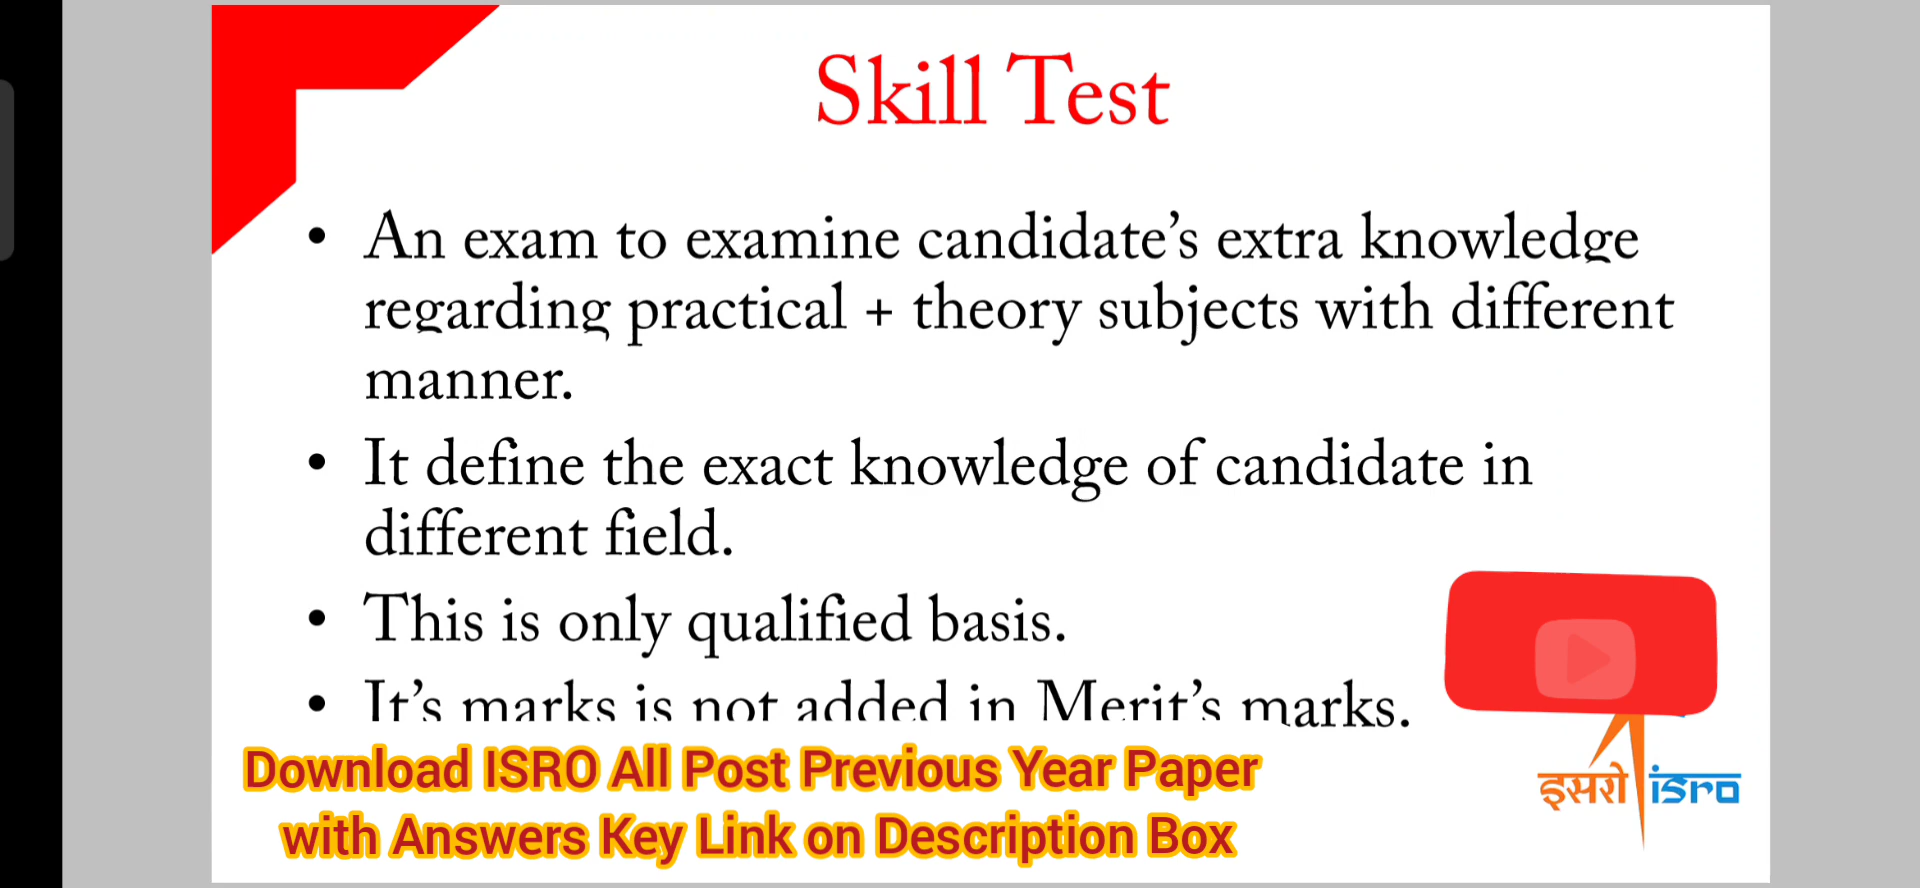 Skill Test
• An exam to examine candidate's extra knowledge
regarding practical + theory subjects with different
manner.
• It define the exact knowledge of candidate in
different field.
• This is only qualified basis.
• It's marks is not added in Merit's marks.
Download ISRO All Post Previous Year Paper
with Answers Key Link on Description Box
इसरो isro